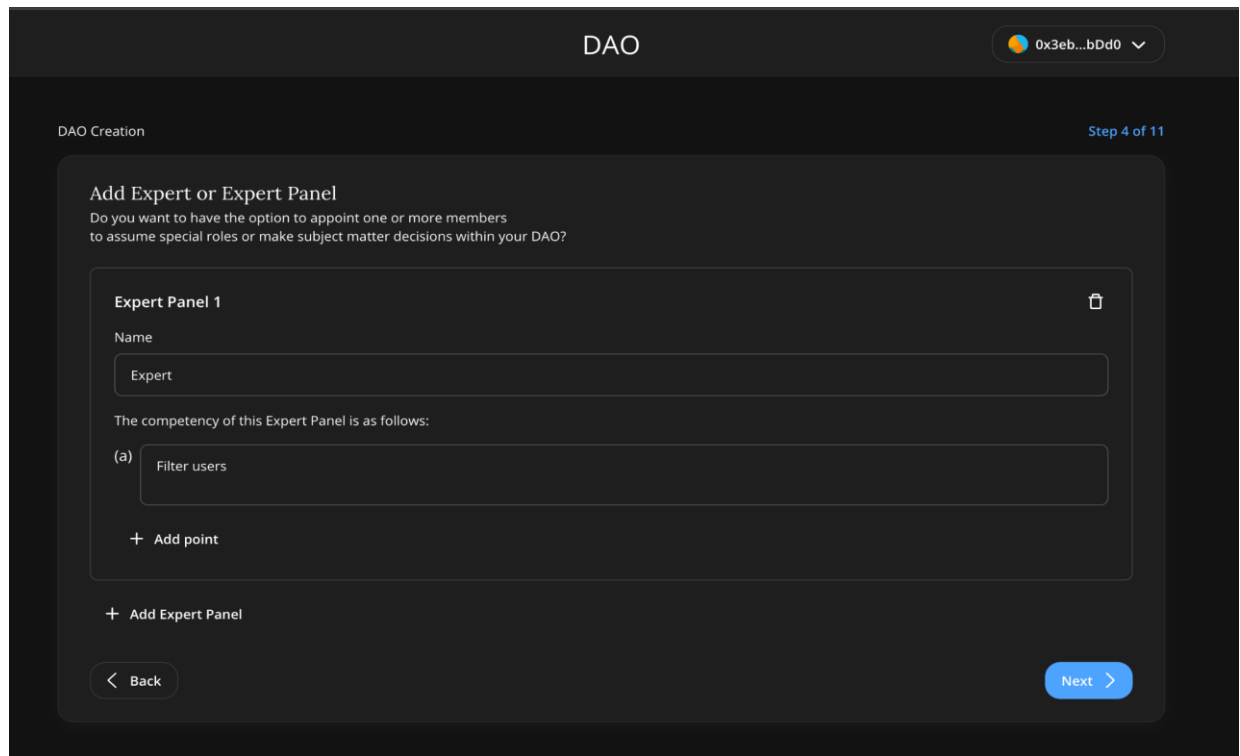 DAO
0x3eb...bDd0
DAO Creation
Step 4 of 11
Add Expert or Expert Panel
Do you want to have the option to appoint one or more members
to assume special roles or make subject matter decisions within your DAO?
Expert Panel 1
Name
Expert
The competency of this Expert Panel is as follows:
(a)
Filter users
+ Add point
+ Add Expert Panel
Back
Next